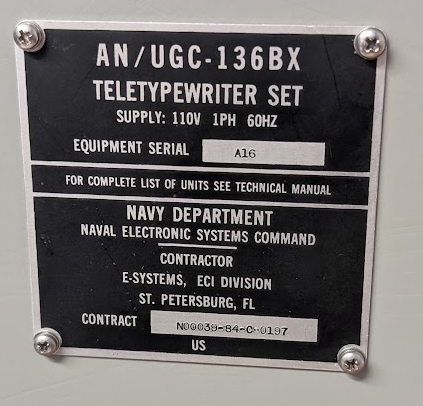 AN/UGC-136BX
TELETYPEWRITER SET
SUPPLY: 110V 1PH 60HZ
EQUIPMENT SERIAL A16
FOR COMPLETE LIST OF UNITS SEE TECHNICAL MANUAL
NAVY DEPARTMENT
NAVAL ELECTRONIC SYSTEMS COMMAND
CONTRACTOR
E-SYSTEMS, ECI DIVISION
ST. PETERSBURG, FL
CONTRACT N00039-84-C-0197
US